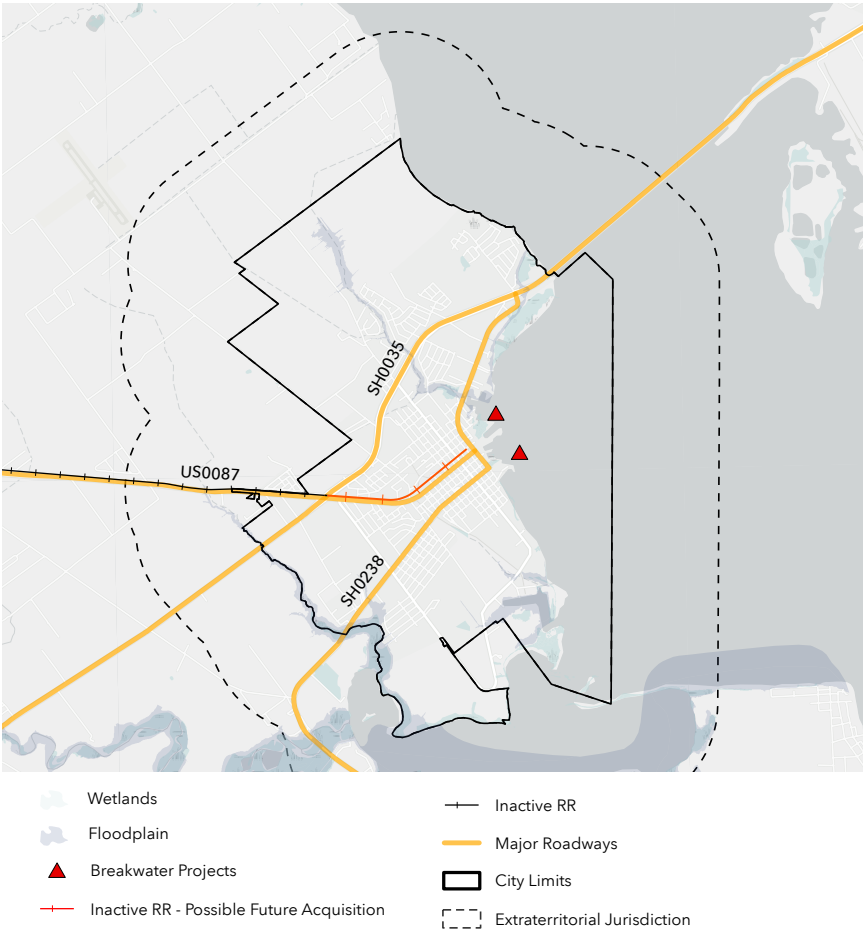 SH0035
US0087
SH0238
Wetlands
Floodplain
Breakwater Projects
Inactive RR - Possible Future Acquisition
Inactive RR
Major Roadways
City Limits
Extraterritorial Jurisdiction